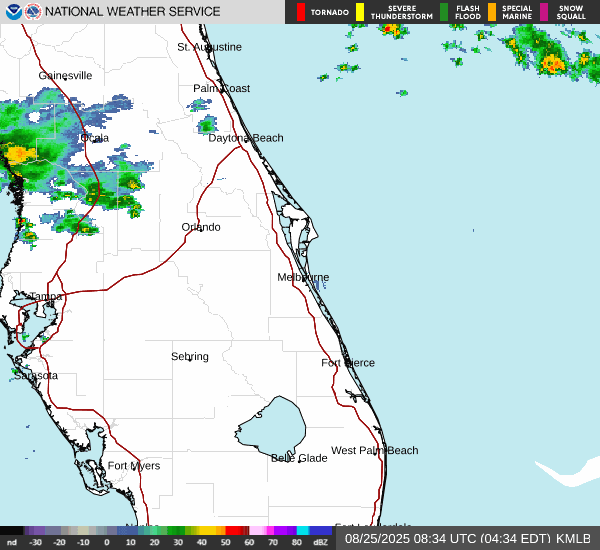 NATIONAL WEATHER SERVICE
TORNADO
SEVERE THUNDERSTORM
FLASH FLOOD
SPECIAL MARINE
SNOW SQUALL
St. Augustine
Gainesville
Palm Coast
Ocala
Daytona Beach
Orlando
Melbourne
Tampa
Sebring
Fort Pierce
Sarasota
West Palm Beach
Belle Glade
Fort Myers
nd -30 -20 -10 0 10 20 30 40 50 60 70 80 dBZ
08/25/2025 08:34 UTC (04:34 EDT) KMLB